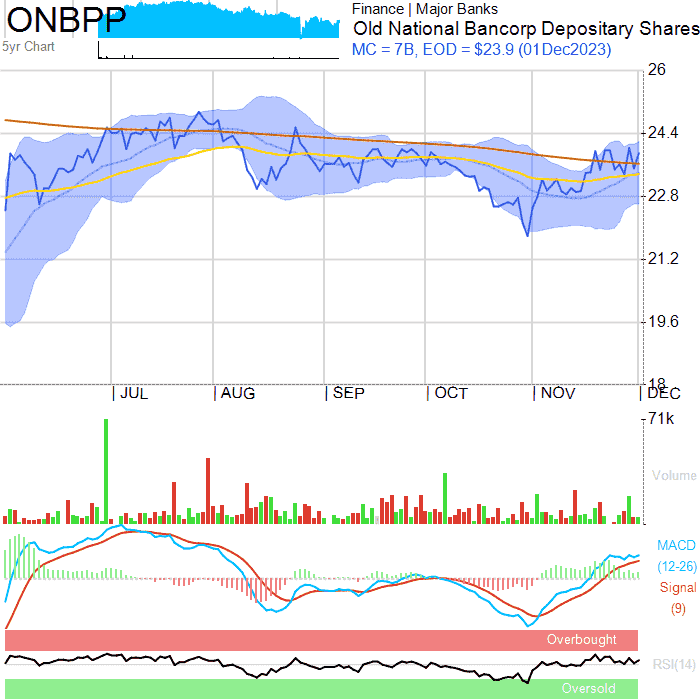 ONBPP
Finance | Major Banks
Old National Bancorp Depositary Shares
5yr Chart
MC = 7B, EOD = $23.9 (01Dec2023)
26
24.4
22.8
21.2
19.6
18
JUL
AUG
SEP
OCT
NOV
DEC
71k
Volume
MACD
(12-26)
Signal
(9)
Overbought
RSI(14)
Oversold